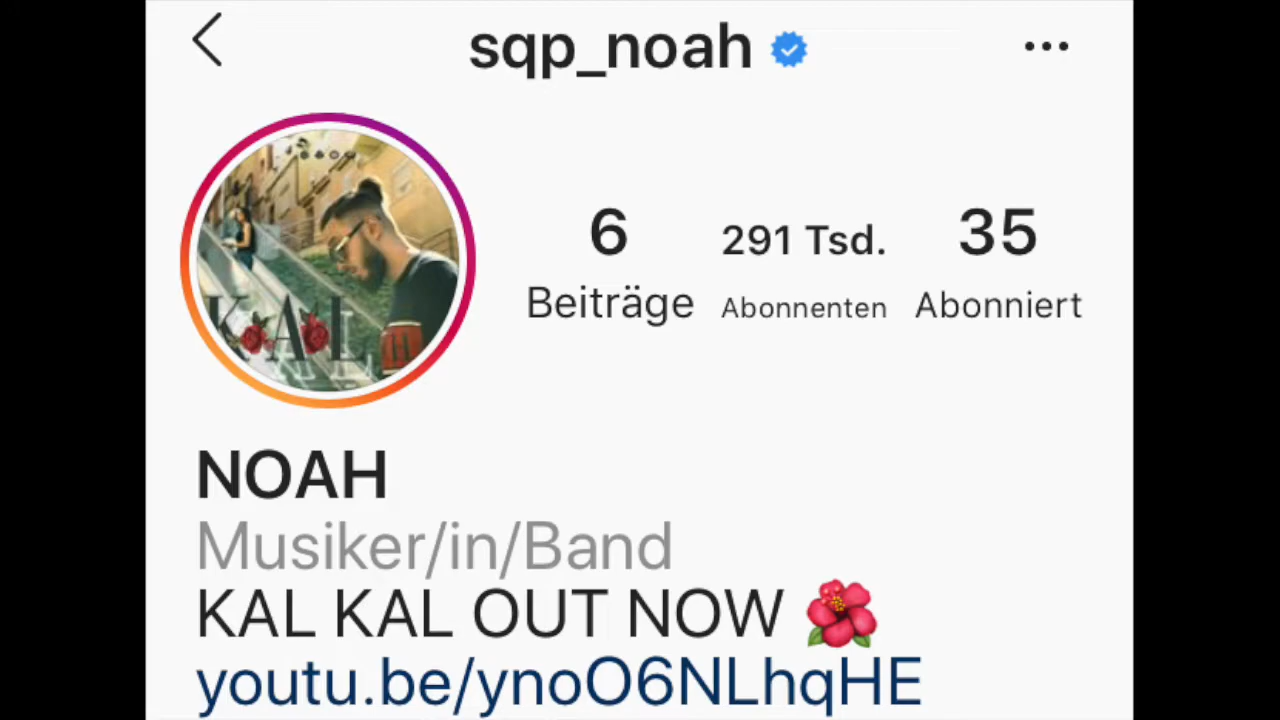 sqp_noah
6 291 Tsd. 35
Beiträge Abonnenten Abonniert
KAL
NOAH
Musiker/in/Band
KAL KAL OUT NOW 🌺
youtu.be/ynoO6NLhqHE